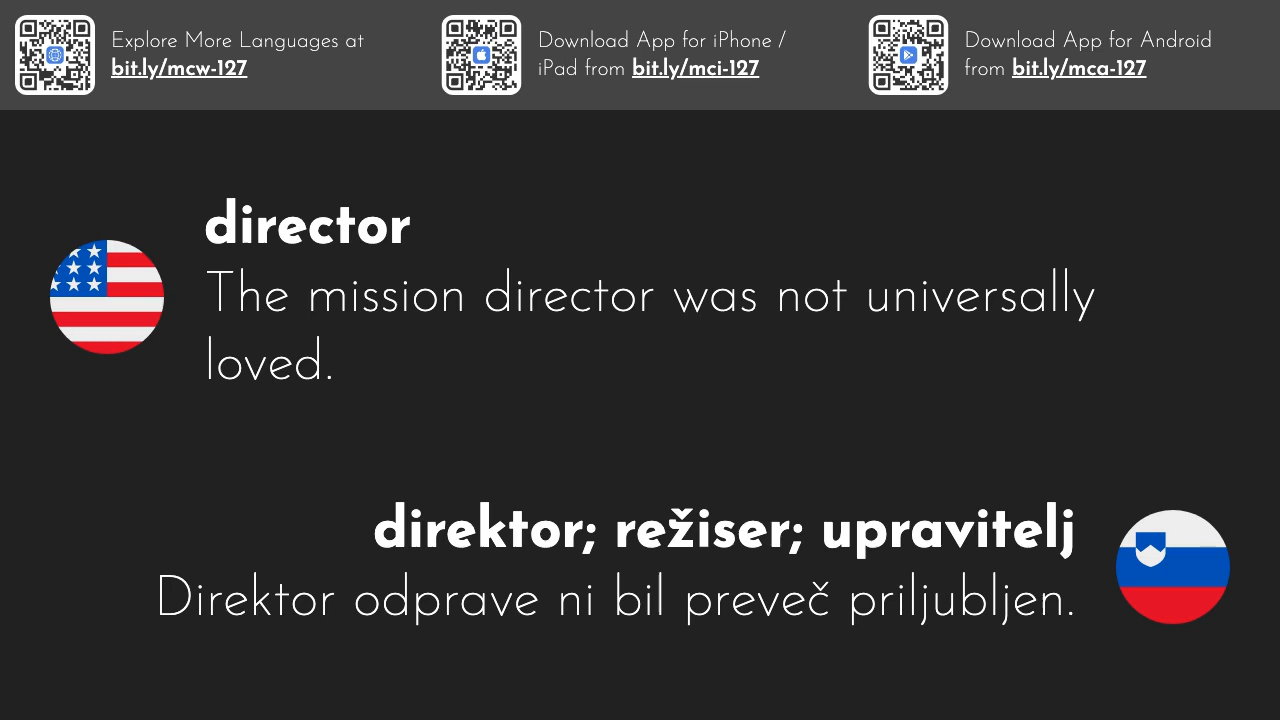 Explore More Languages at
bit.ly/mcw-127
Download App for iPhone /
iPad from bit.ly/mci-127
Download App for Android
from bit.ly/mca-127
director
The mission director was not universally
loved.
direktor; režiser; upravitelj
Direktor odprave ni bil preveč priljubljen.